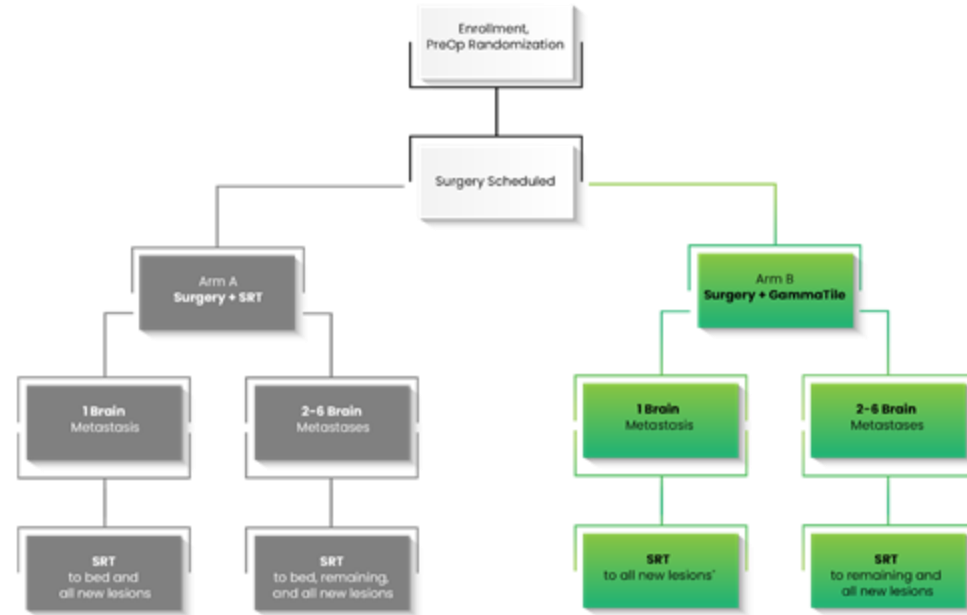 Enrollment,
PreOp Randomization
Surgery Scheduled
Arm A
Surgery + SRT
Arm B
Surgery + GammaTile
1 Brain
Metastasis
2-6 Brain
Metastases
1 Brain
Metastasis
2-6 Brain
Metastases
SRT
to bed and
all new lesions
SRT
to bed, remaining,
and all new lesions
SRT
to all new lesions*
SRT
to remaining and
all new lesions